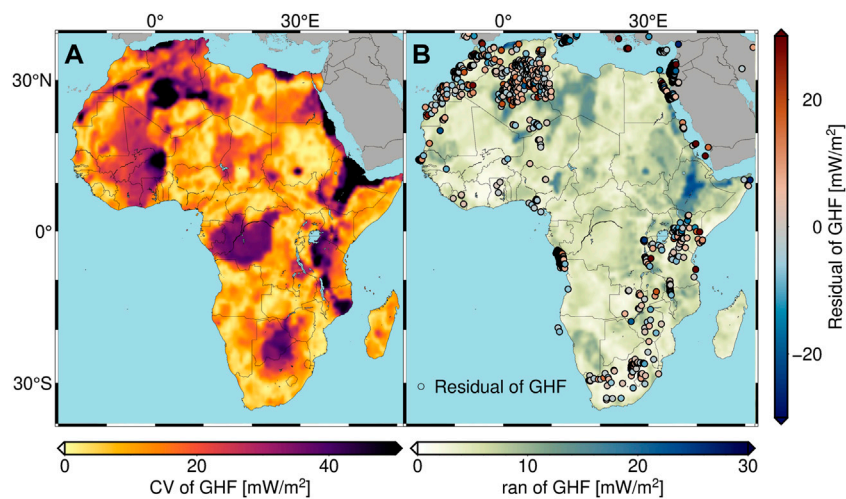 0° 30°E 0° 30°E
A B
30°N
0°
30°S
Residual of GHF
20
0
−20
Residual of GHF [mW/m²]
0 20 40
CV of GHF [mW/m²]
0 10 20 30
ran of GHF [mW/m²]